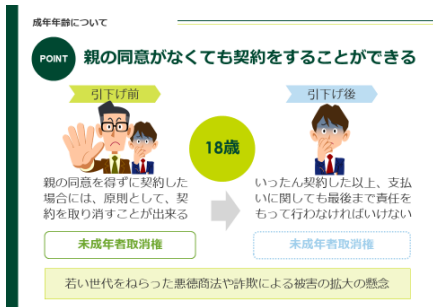 成年年齢について
POINT
親の同意がなくても契約をすることができる
引下げ前
引下げ後
18歳
親の同意を得ずに契約した
場合には、原則として、契
約を取り消すことが出来る
いったん契約した以上、支払
いに関しても最後まで責任を
もって行わなければいけない
未成年者取消権
未成年者取消権
若い世代をねらった悪徳商法や詐欺による被害の拡大の懸念